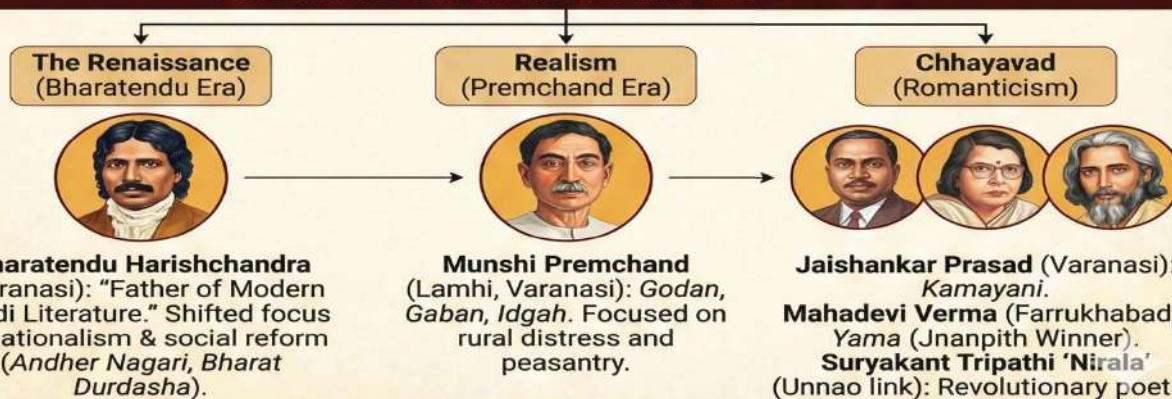 The Renaissance
(Bharatendu Era)
Realism
(Premchand Era)
Chhayavad
(Romanticism)
haratendu Harishchandra
ranasi): “Father of Modern
di Literature.” Shifted focus
ationalism & social reform
(Andher Nagari, Bharat
Durdasha).
Munshi Premchand
(Lamhi, Varanasi): Godan,
Gaban, Idgah. Focused on
rural distress and
peasantry.
Jaishankar Prasad (Varanasi):
Kamayani.
Mahadevi Verma (Farrukhabad
Yama (Jnanpith Winner).
Suryakant Tripathi ‘Nirala’
(Unnao link): Revolutionary poet